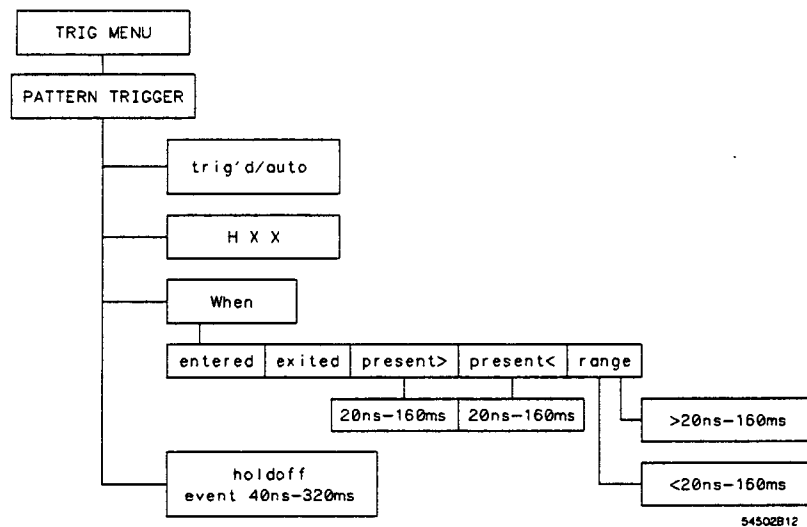 TRIG MENU
PATTERN TRIGGER
trig'd/auto
H X X
When
entered exited present> present< range
20ns-160ms 20ns-160ms
>20ns-160ms
holdoff
event 40ns-320ms
<20ns-160ms
54502B12